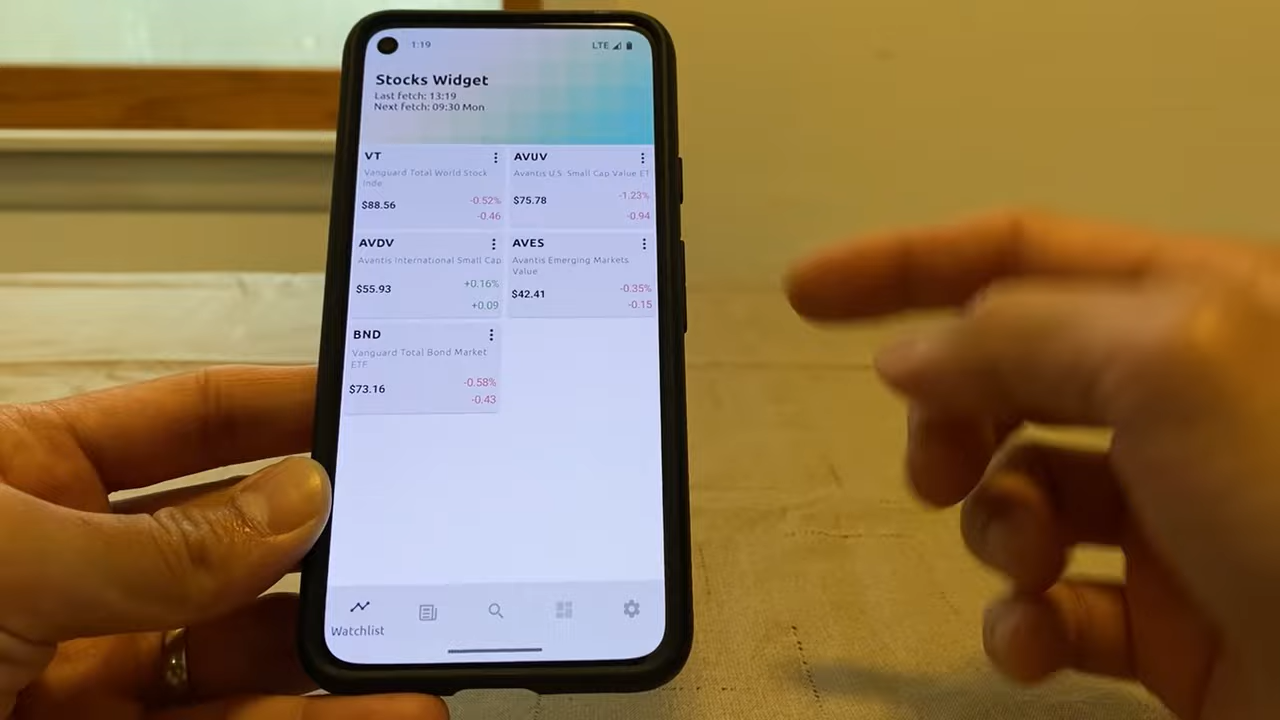 1:19
LTE
Stocks Widget
Last fetch: 13:19
Next fetch: 09:30 Mon
VT
Vanguard Total World Stock
Inde
$88.56
-0.52%
-0.46
AVUV
Avantis U.S. Small Cap Value ET
$75.78
-1.23%
-0.94
AVDV
Avantis International Small Cap
$55.93
+0.16%
+0.09
AVES
Avantis Emerging Markets
Value
$42.41
-0.35%
-0.15
BND
Vanguard Total Bond Market
ETF
$73.16
-0.58%
-0.43
Watchlist